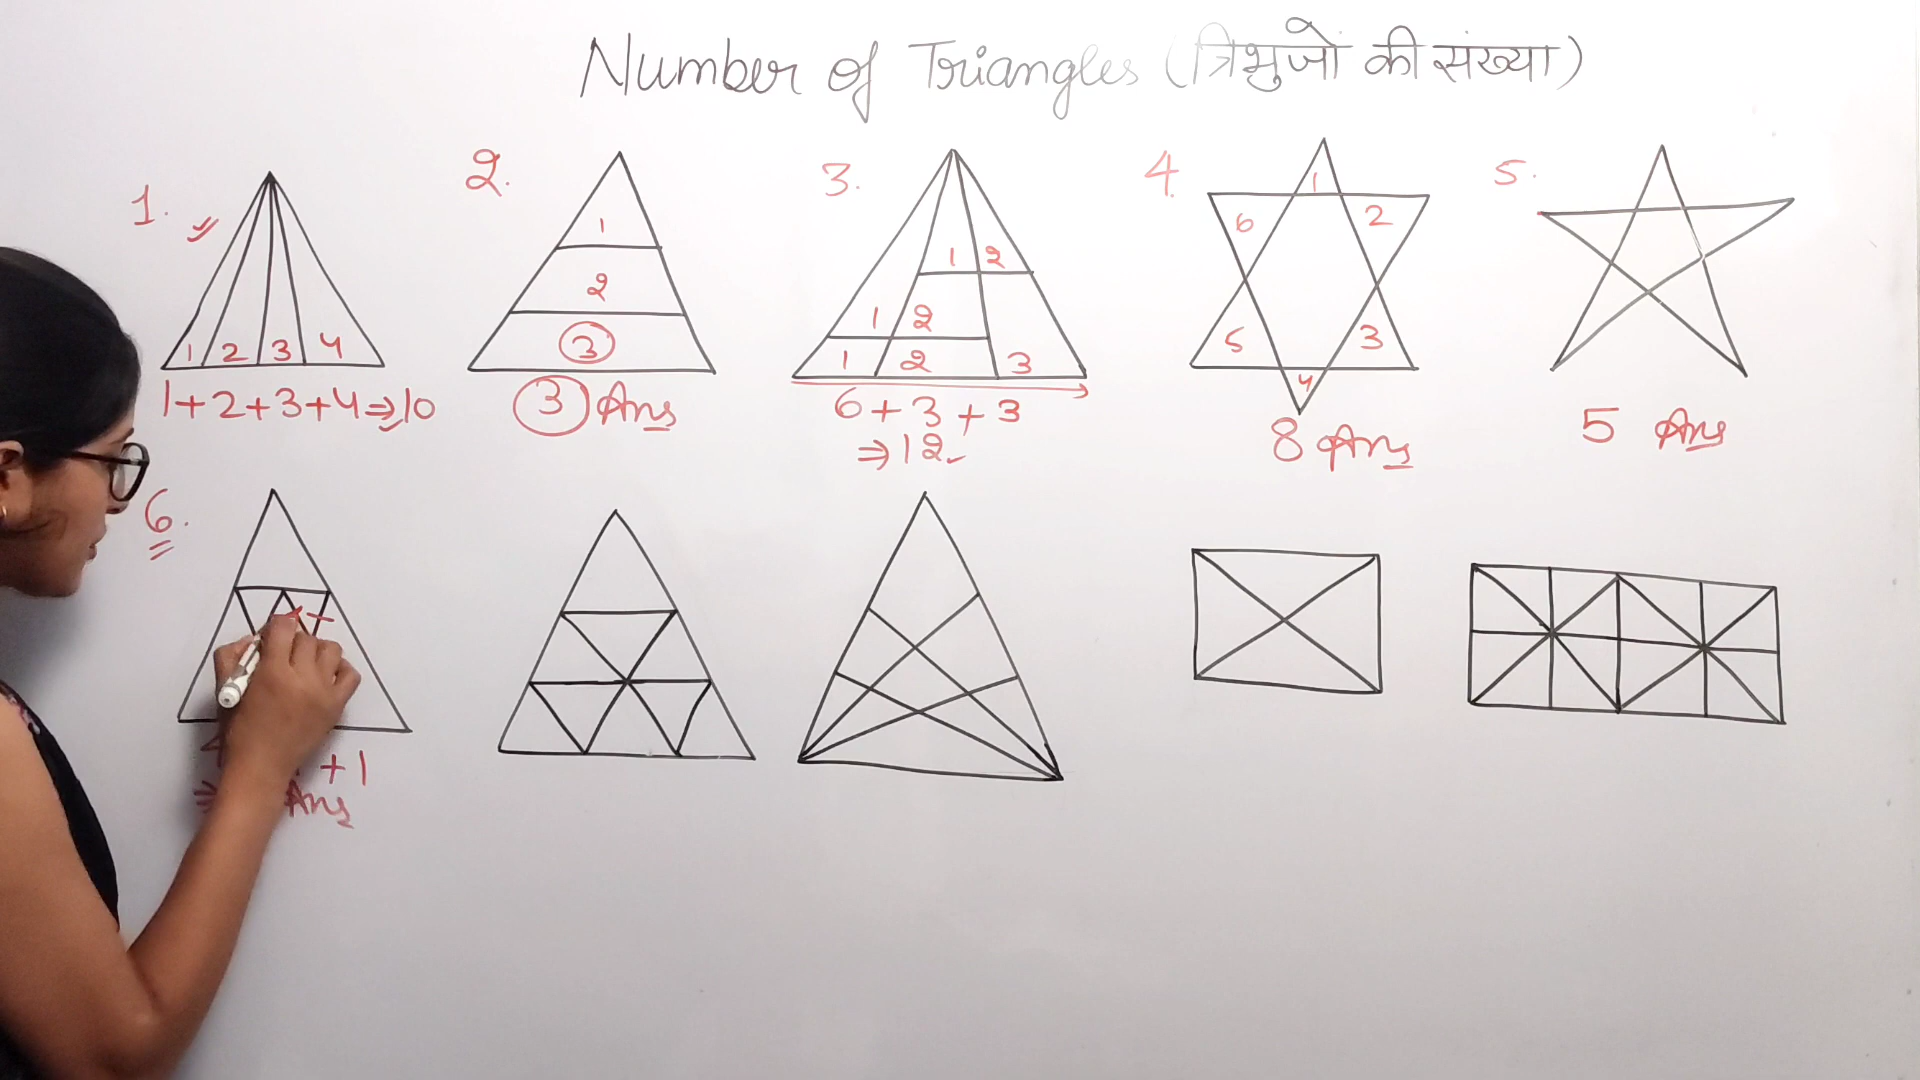 Number of Triangles (त्रिभुजों की संख्या)
1.
1 2 3 4
1+2+3+4⇒10
2.
1
2
3
3 Ans
3.
1 2
1 2
1 2 3
6+3+3
⇒12
4.
1
6 2
5 3
4
8 Ans
5.
5 Ans
6.
+1
Ans